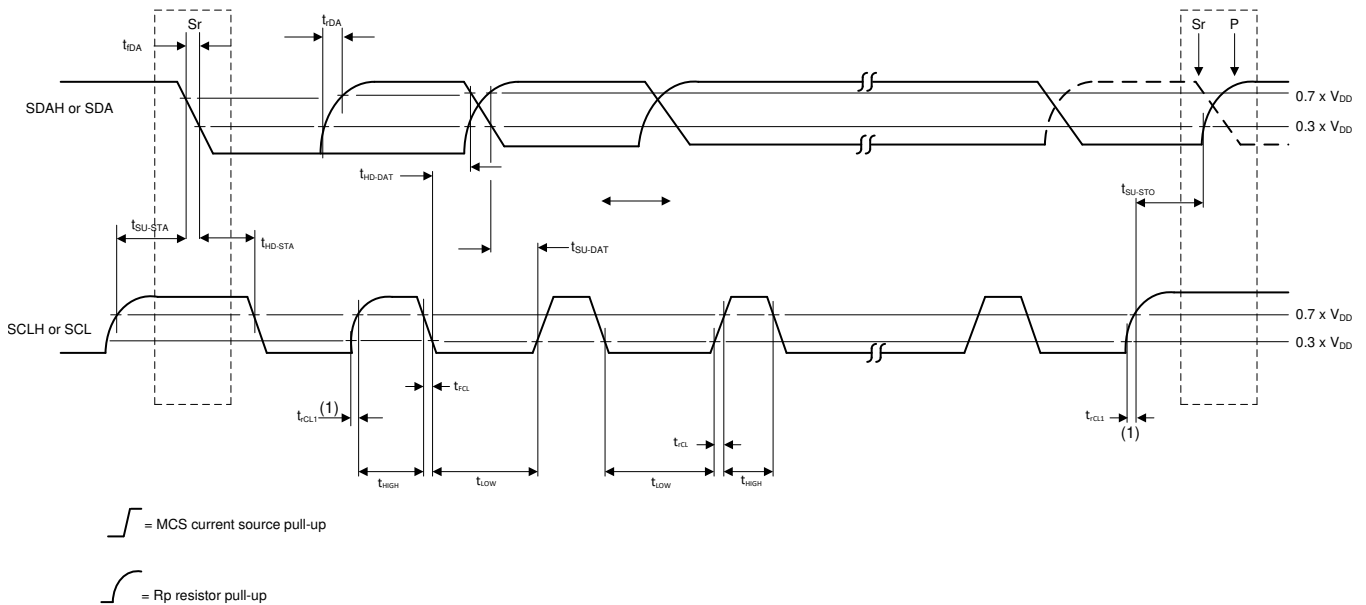 Sr
trDA
Sr P
tfDA
SDAH or SDA
0.7 x VDD
0.3 x VDD
tHD-DAT
tSU-STO
tSU-STA
tHD-STA
tSU-DAT
SCLH or SCL
0.7 x VDD
0.3 x VDD
tFCL
trCL1 (1)
trCL1
(1)
trCL
tHIGH
tLOW
tLOW
tHIGH
= MCS current source pull-up
= Rp resistor pull-up